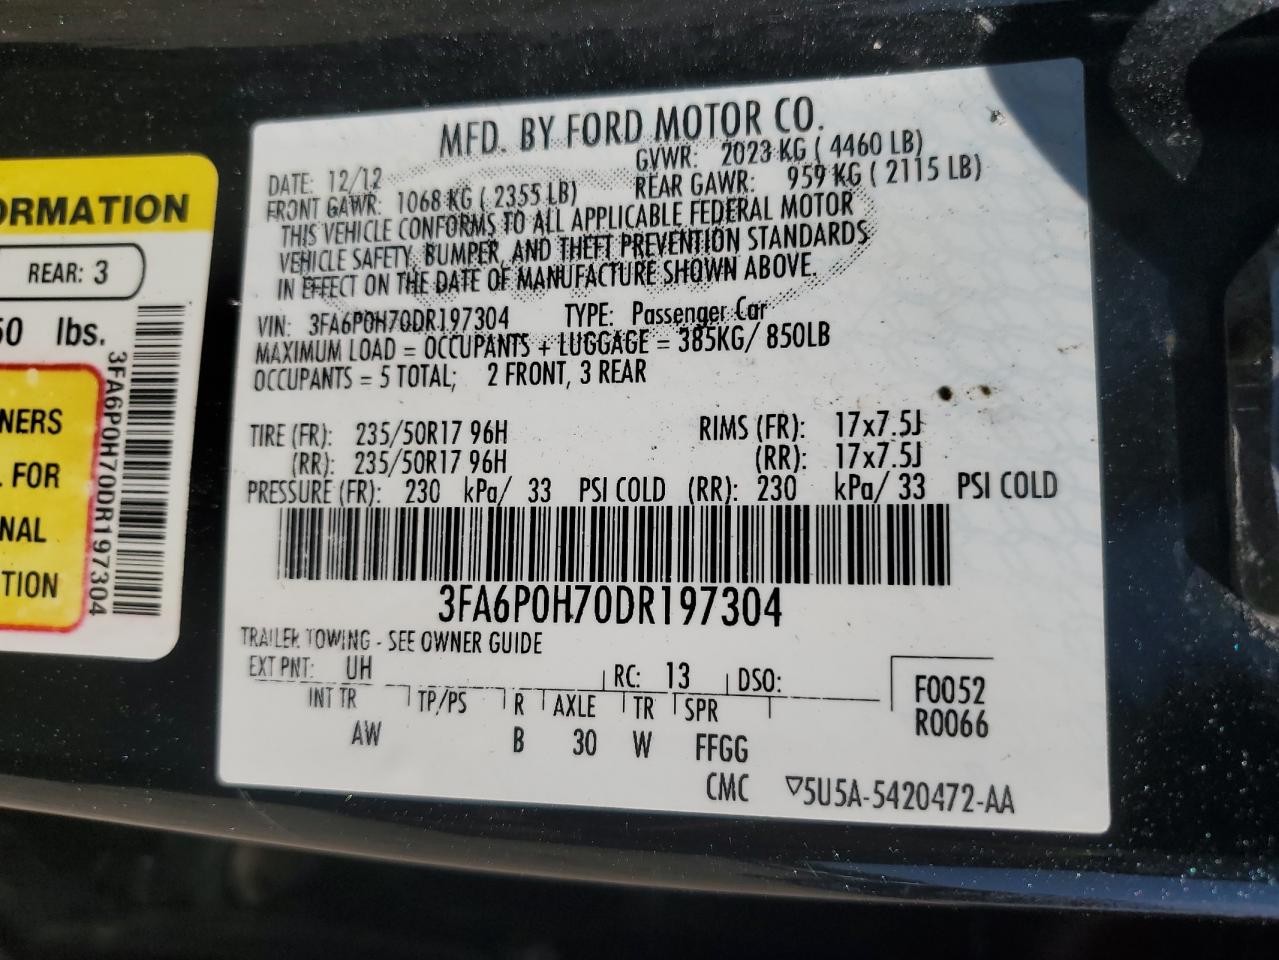 ORMATION
REAR: 3
50 lbs.
NERS
L FOR
NAL
TION
3FA6P0H70DR197304
MFD. BY FORD MOTOR CO.
DATE: 12/12 GVWR: 2023 KG ( 4460 LB)
FRONT GAWR: 1068 KG ( 2355 LB) REAR GAWR: 959 KG ( 2115 LB)
THIS VEHICLE CONFORMS TO ALL APPLICABLE FEDERAL MOTOR
VEHICLE SAFETY, BUMPER, AND THEFT PREVENTION STANDARDS
IN EFFECT ON THE DATE OF MANUFACTURE SHOWN ABOVE.
VIN: 3FA6P0H70DR197304 TYPE: Passenger Car
MAXIMUM LOAD = OCCUPANTS + LUGGAGE = 385KG/ 850LB
OCCUPANTS = 5 TOTAL; 2 FRONT, 3 REAR
TIRE (FR): 235/50R17 96H RIMS (FR): 17x7.5J
(RR): 235/50R17 96H (RR): 17x7.5J
PRESSURE (FR): 230 kPa/ 33 PSI COLD (RR): 230 kPa/ 33 PSI COLD
3FA6P0H70DR197304
TRAILER TOWING - SEE OWNER GUIDE
EXT PNT: UH RC: 13 DSO:
INT TR TP/PS R AXLE TR SPR
AW B 30 W FFGG
F0052
R0066
CMC ▽5U5A-5420472-AA